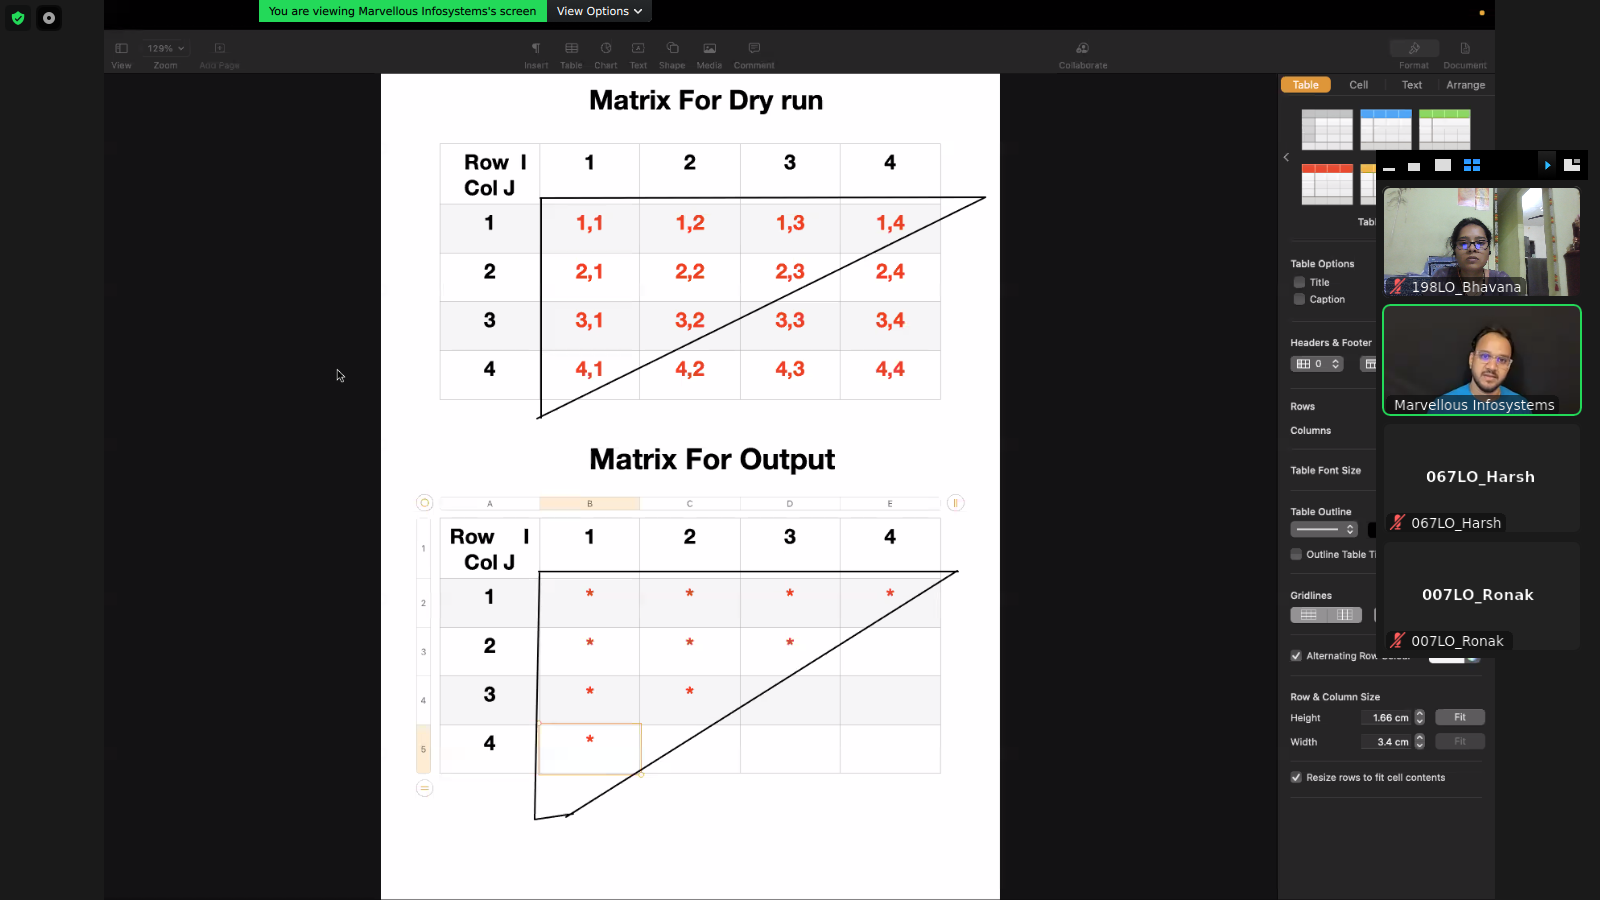 You are viewing Marvellous Infosystems's screen
View Options
View
129%
Zoom
Add Page
Insert
Table
Chart
Text
Shape
Media
Comment
Collaborate
Format
Document
Matrix For Dry run
Row I 1 2 3 4
Col J
1 1,1 1,2 1,3 1,4
2 2,1 2,2 2,3 2,4
3 3,1 3,2 3,3 3,4
4 4,1 4,2 4,3 4,4
Matrix For Output
A B C D E
1 Row I 1 2 3 4
Col J
2 1 * * * *
3 2 * * *
4 3 * *
5 4 *
Table Cell Text Arrange
Table Options
Title
Caption
Headers & Footer
0
Rows
Columns
Table Font Size
Table Outline
Outline Table
Gridlines
Alternating Row
Row & Column Size
Height 1.66 cm Fit
Width 3.4 cm Fit
Resize rows to fit cell contents
198LO_Bhavana
Marvellous Infosystems
067LO_Harsh
067LO_Harsh
007LO_Ronak
007LO_Ronak